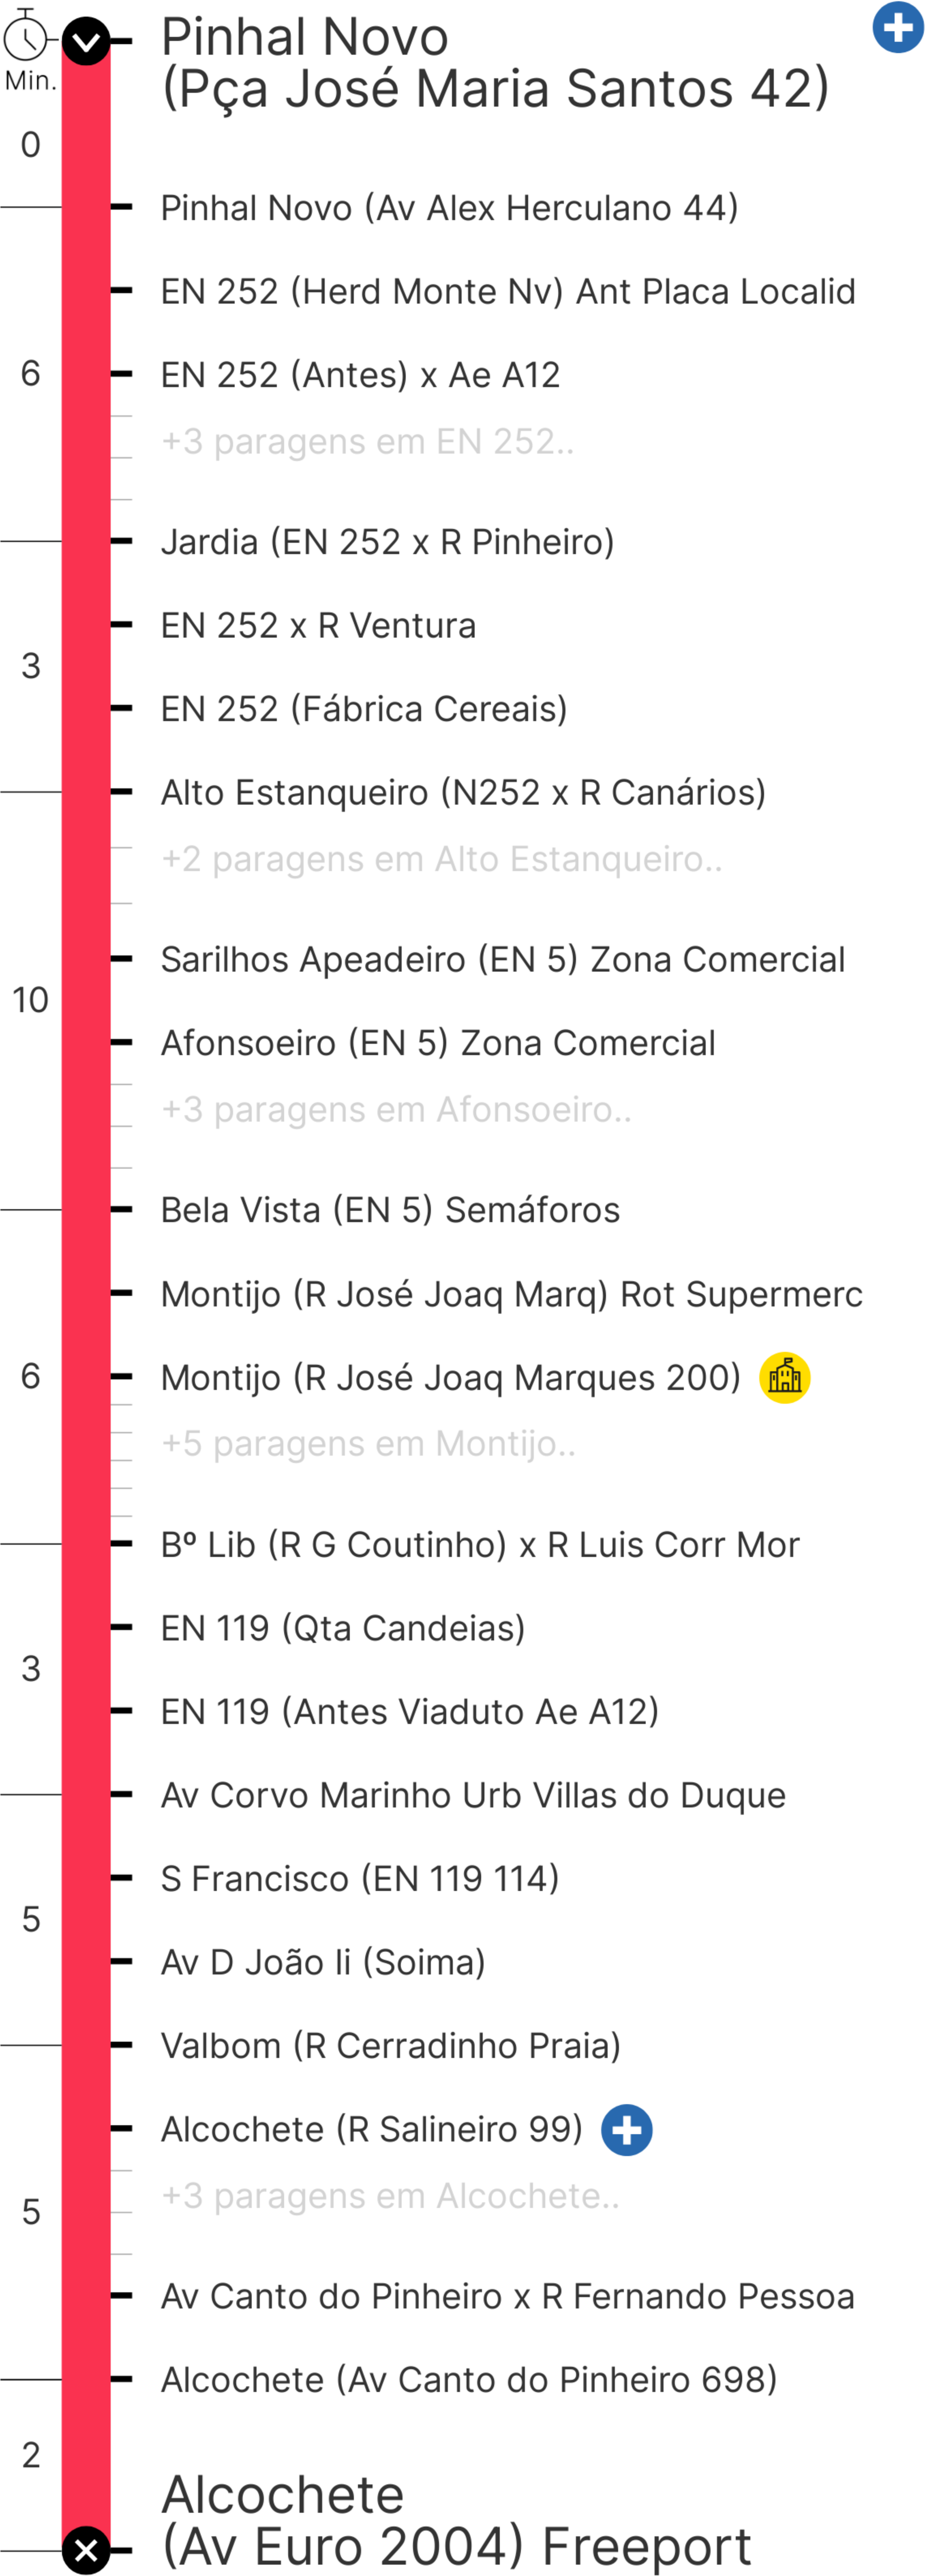 Pinhal Novo
(Pça José Maria Santos 42)
Min.
0
Pinhal Novo (Av Alex Herculano 44)
EN 252 (Herd Monte Nv) Ant Placa Localid
6
EN 252 (Antes) x Ae A12
+3 paragens em EN 252..
Jardia (EN 252 x R Pinheiro)
EN 252 x R Ventura
3
EN 252 (Fábrica Cereais)
Alto Estanqueiro (N252 x R Canários)
+2 paragens em Alto Estanqueiro..
Sarilhos Apeadeiro (EN 5) Zona Comercial
10
Afonsoeiro (EN 5) Zona Comercial
+3 paragens em Afonsoeiro..
Bela Vista (EN 5) Semáforos
Montijo (R José Joaq Marq) Rot Supermerc
6
Montijo (R José Joaq Marques 200)
+5 paragens em Montijo..
Bº Lib (R G Coutinho) x R Luis Corr Mor
EN 119 (Qta Candeias)
3
EN 119 (Antes Viaduto Ae A12)
Av Corvo Marinho Urb Villas do Duque
S Francisco (EN 119 114)
5
Av D João Ii (Soima)
Valbom (R Cerradinho Praia)
Alcochete (R Salineiro 99)
+3 paragens em Alcochete..
5
Av Canto do Pinheiro x R Fernando Pessoa
Alcochete (Av Canto do Pinheiro 698)
2
Alcochete
(Av Euro 2004) Freeport